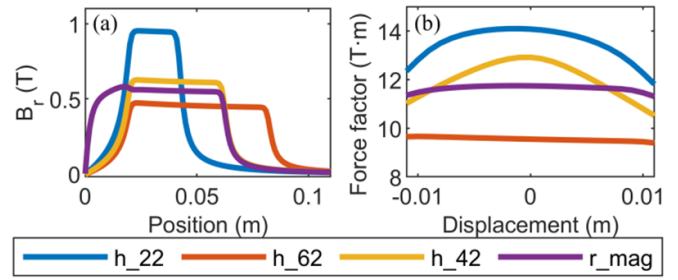 (a)
(b)
1
0.5
0
B_r (T)
0
0.05
0.1
Position (m)
14
12
10
8
Force factor (T·m)
-0.01
0
0.01
Displacement (m)
h_22
h_62
h_42
r_mag